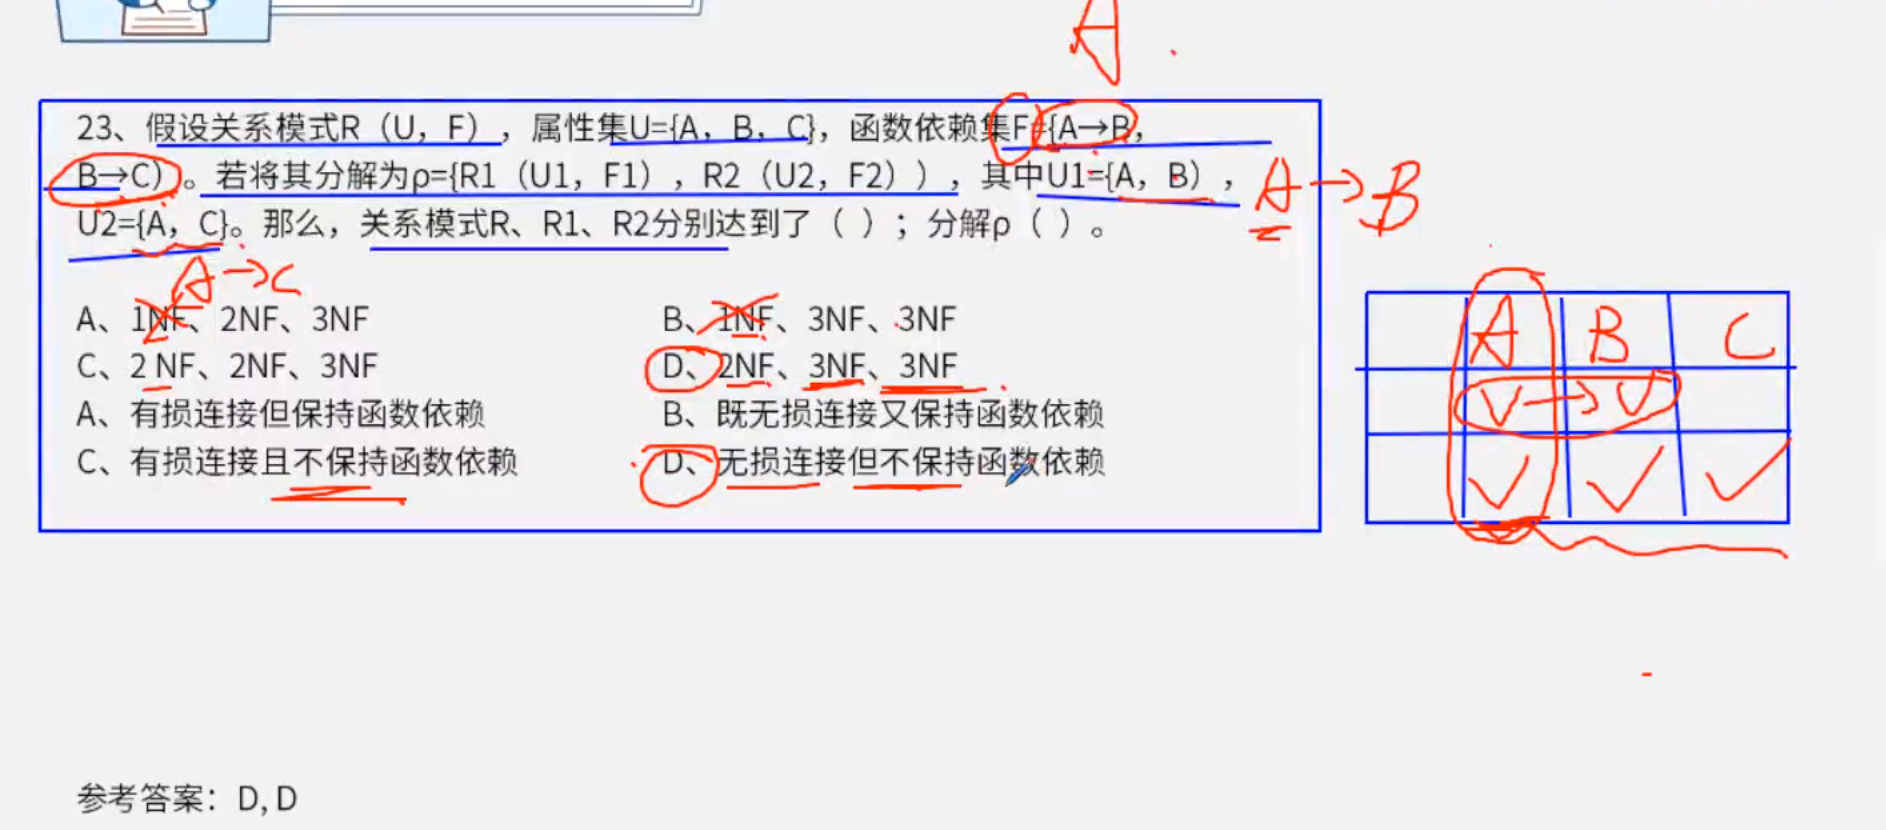 A
23、假设关系模式R（U，F），属性集U={A，B，C}，函数依赖集F={A→B，
B→C）。若将其分解为ρ={R1（U1，F1），R2（U2，F2）），其中U1={A，B），
A→B
U2={A，C}。那么，关系模式R、R1、R2分别达到了（ ）；分解ρ（ ）。
A→C
A、1NF、2NF、3NF
B、1NF、3NF、3NF
C、2 NF、2NF、3NF
D、2NF、3NF、3NF
A、有损连接但保持函数依赖
B、既无损连接又保持函数依赖
C、有损连接且不保持函数依赖
D、无损连接但不保持函数依赖
A B C
√→√
√ √ √
参考答案：D, D